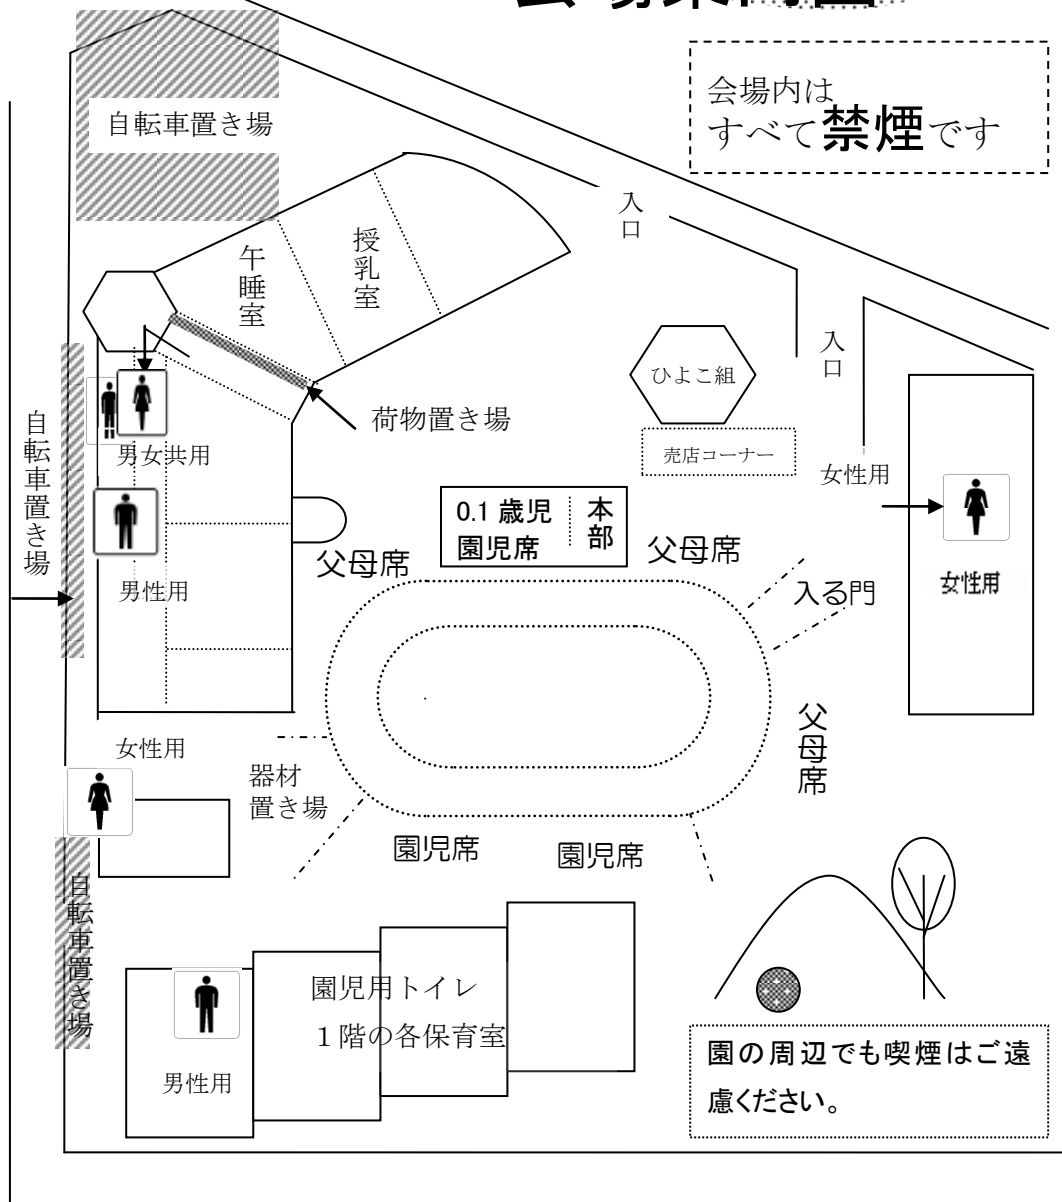 会場案内図
会場内は
すべて禁煙です
自転車置き場
入口
授乳室
午睡室
入口
ひよこ組
荷物置き場
売店コーナー
自転車置き場
男女共用
女性用
0.1 歳児
園児席
本部
父母席
父母席
男性用
入る門
女性用
父母席
女性用
器材
置き場
園児席
園児席
自転車置き場
園児用トイレ
１階の各保育室
男性用
園の周辺でも喫煙はご遠
慮ください。